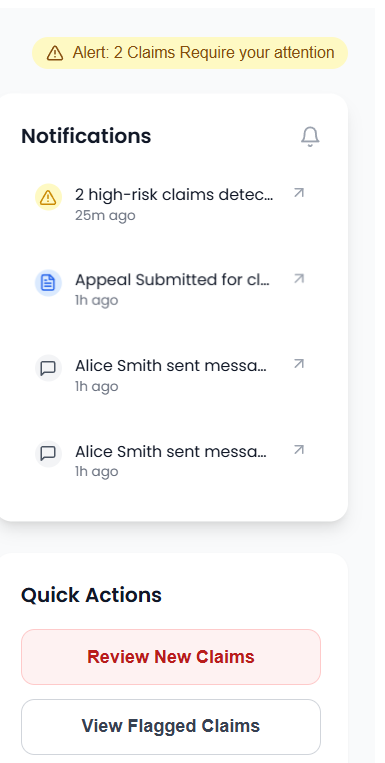 Alert: 2 Claims Require your attention
Notifications
2 high-risk claims detec...
25m ago
Appeal Submitted for cl...
1h ago
Alice Smith sent messa...
1h ago
Alice Smith sent messa...
1h ago
Quick Actions
Review New Claims
View Flagged Claims